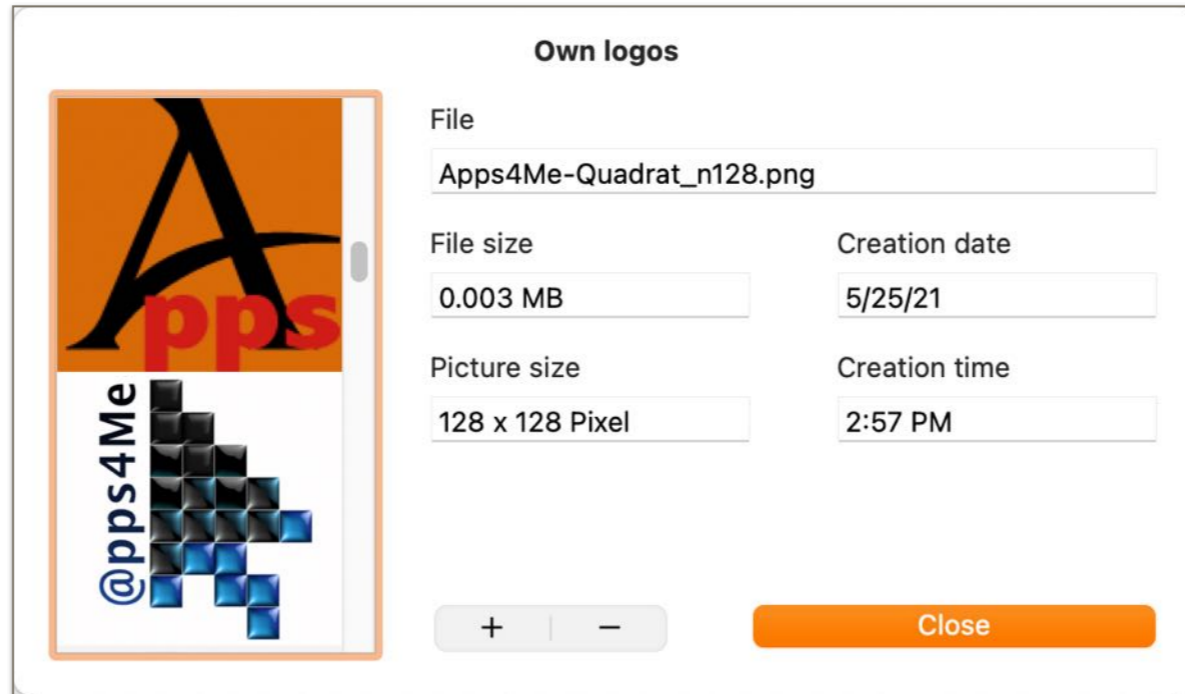 Own logos
Apps
@pps4Me
File
Apps4Me-Quadrat_n128.png
File size
Creation date
0.003 MB
5/25/21
Picture size
Creation time
128 x 128 Pixel
2:57 PM
+ −
Close